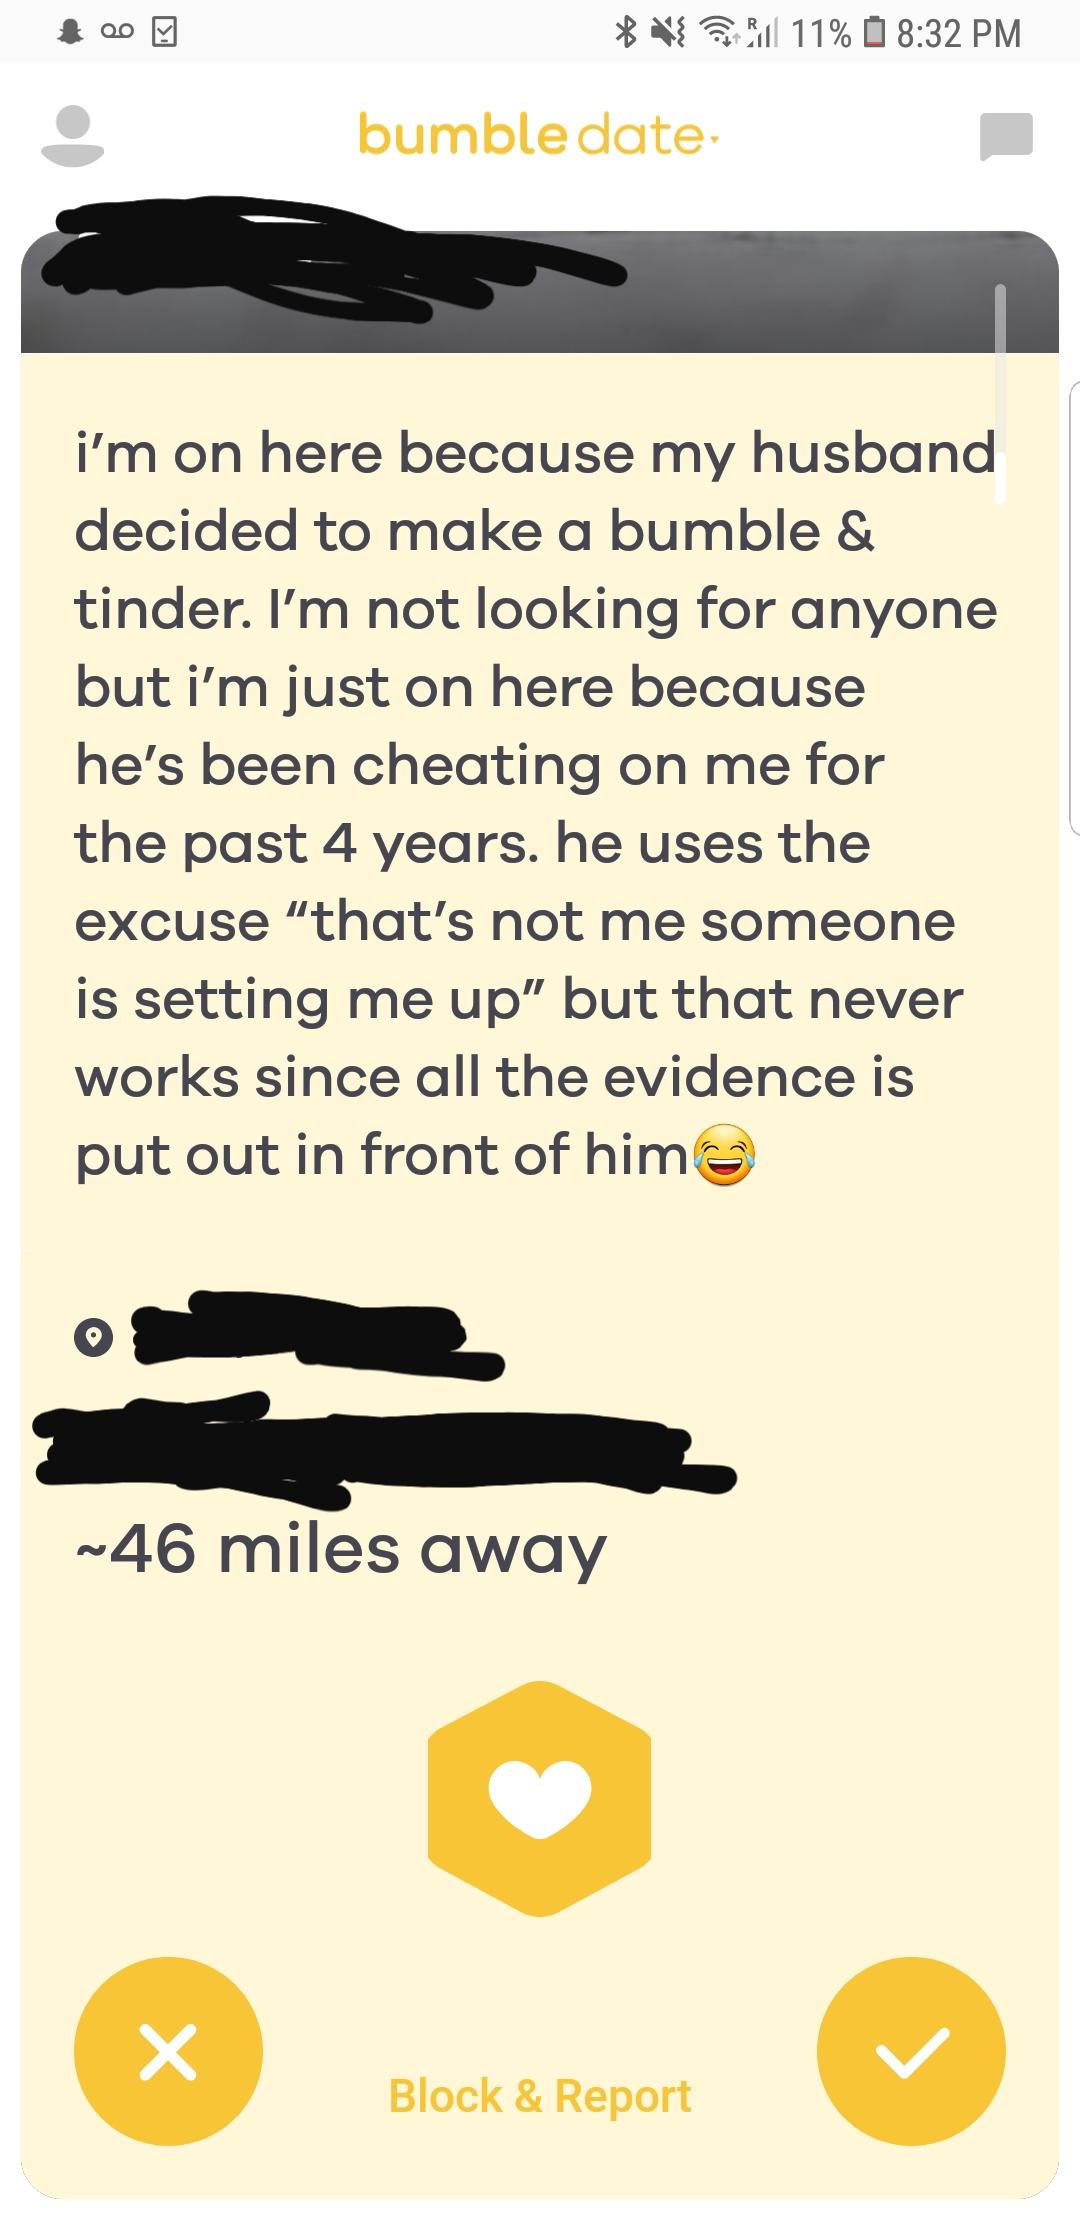 11% 8:32 PM
bumble date
i’m on here because my husband
decided to make a bumble &
tinder. I’m not looking for anyone
but i’m just on here because
he’s been cheating on me for
the past 4 years. he uses the
excuse “that’s not me someone
is setting me up” but that never
works since all the evidence is
put out in front of him😂
~46 miles away
Block & Report